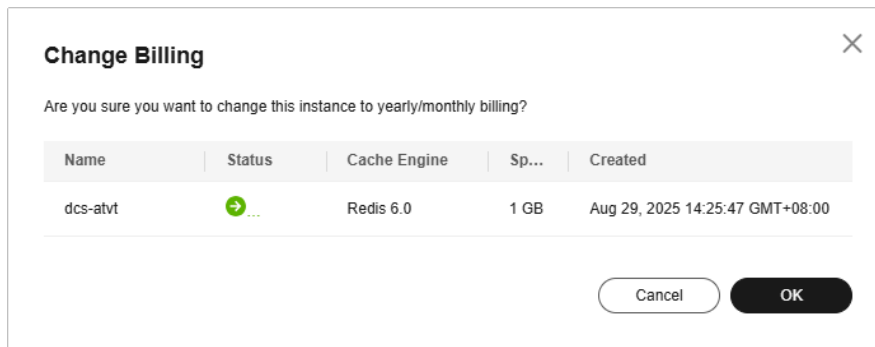 Change Billing
Are you sure you want to change this instance to yearly/monthly billing?
Name Status Cache Engine Sp... Created
dcs-atvt ... Redis 6.0 1 GB Aug 29, 2025 14:25:47 GMT+08:00
Cancel OK